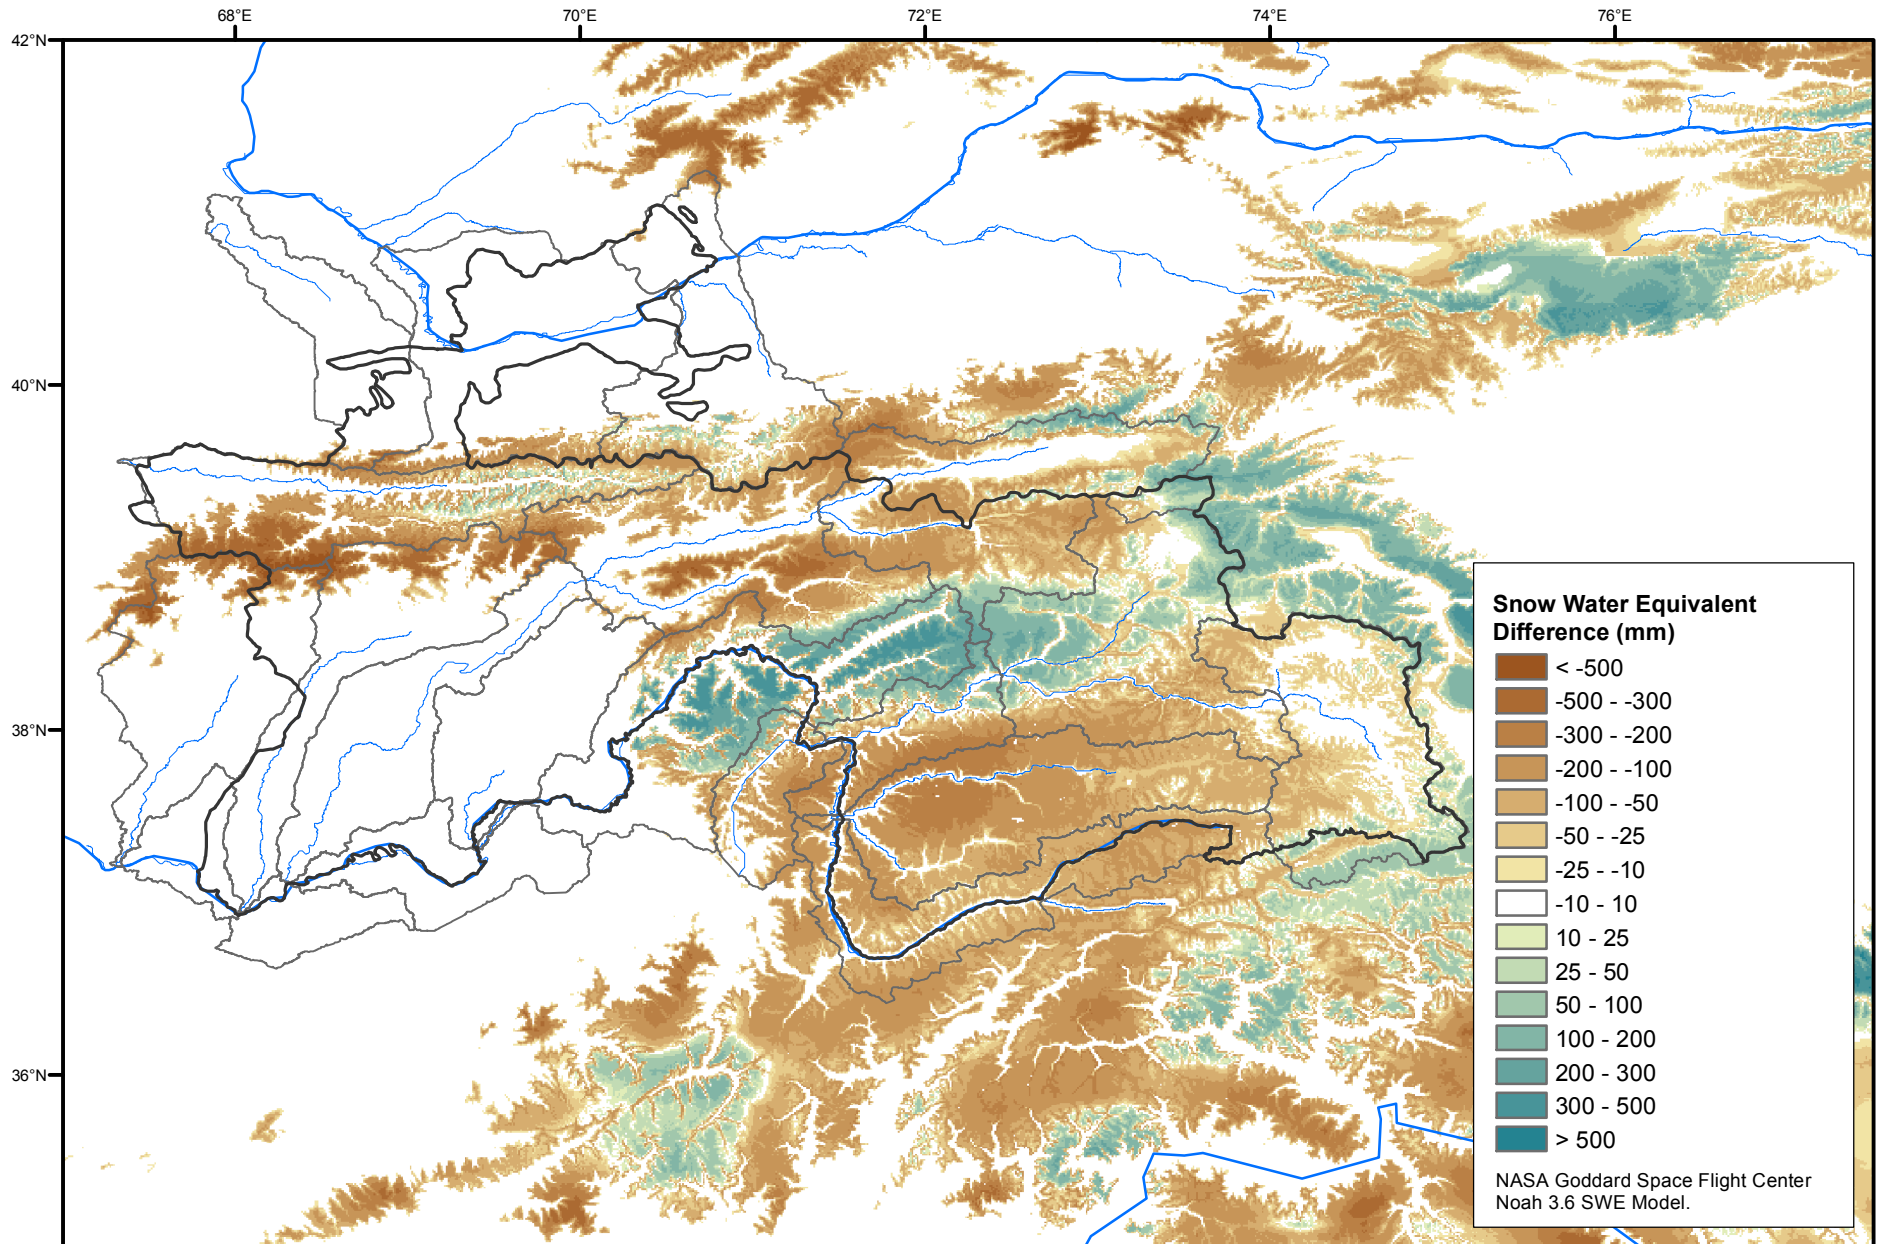 68°E 70°E 72°E 74°E 76°E
42°N
40°N
38°N
36°N
Snow Water Equivalent
Difference (mm)
< -500
-500 - -300
-300 - -200
-200 - -100
-100 - -50
-50 - -25
-25 - -10
-10 - 10
10 - 25
25 - 50
50 - 100
100 - 200
200 - 300
300 - 500
> 500
NASA Goddard Space Flight Center
Noah 3.6 SWE Model.